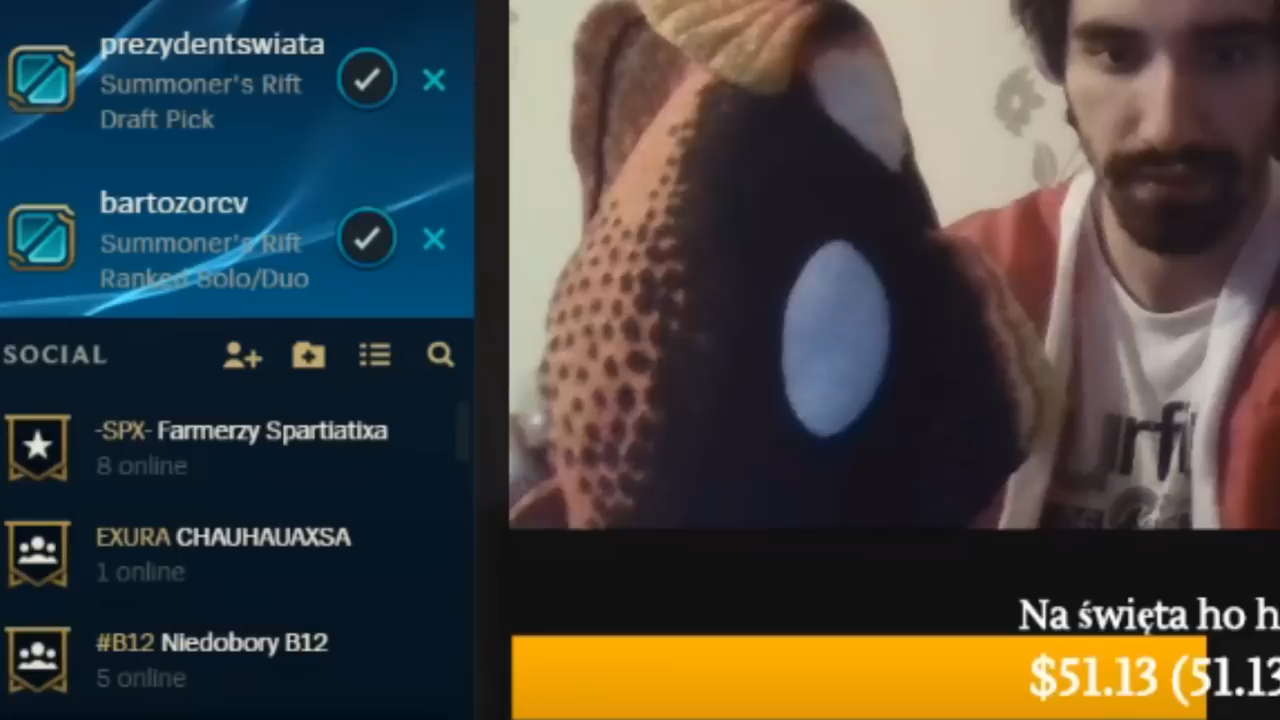 prezydentswiata
Summoner's Rift
Draft Pick
bartozorcv
Summoner's Rift
Ranked Solo/Duo
SOCIAL
-SPX- Farmerzy Spartiatixa
8 online
EXURA CHAUHAUAXSA
1 online
#B12 Niedobory B12
5 online
Na święta ho h
$51.13 (51.13